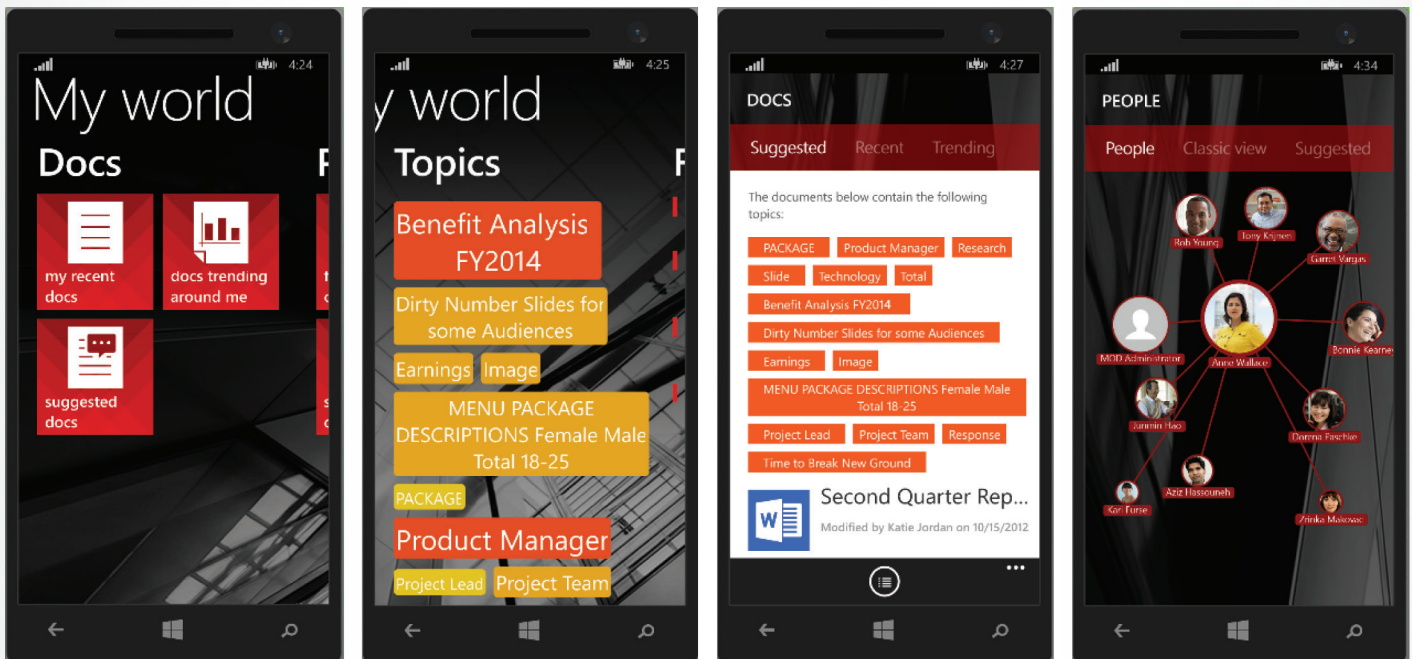 4:24
My world
Docs
my recent
docs
docs trending
around me
suggested
docs
4:25
y world
Topics
Benefit Analysis
FY2014
Dirty Number Slides for
some Audiences
Earnings Image
MENU PACKAGE
DESCRIPTIONS Female Male
Total 18-25
PACKAGE
Product Manager
Project Lead Project Team
4:27
DOCS
Suggested Recent Trending
The documents below contain the following
topics:
PACKAGE Product Manager Research
Slide Technology Total
Benefit Analysis FY2014
Dirty Number Slides for some Audiences
Earnings Image
MENU PACKAGE DESCRIPTIONS Female Male
Total 18-25
Project Lead Project Team Response
Time to Break New Ground
W
Second Quarter Rep...
Modified by Katie Jordan on 10/15/2012
4:34
PEOPLE
People Classic view Suggested
Rob Young
Tony Krijnen
Garret Vargas
MOD Administrator
Anne Wallace
Bonnie Kearney
Junmin Hao
Dorena Paschke
Aziz Hassouneh
Kari Furse
Zrinka Makovac